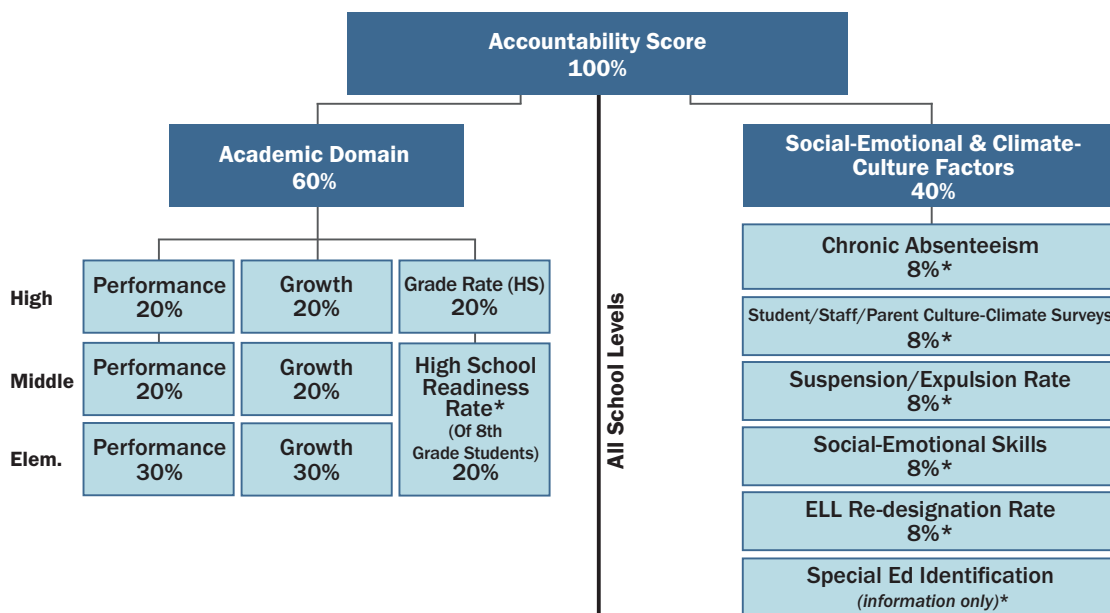 Accountability Score
100%
Academic Domain
60%
Social-Emotional & Climate-
Culture Factors
40%
High
Performance
20%
Growth
20%
Grade Rate (HS)
20%
Middle
Performance
20%
Growth
20%
High School
Readiness
Rate*
(Of 8th
Grade Students)
20%
Elem.
Performance
30%
Growth
30%
All School Levels
Chronic Absenteeism
8%*
Student/Staff/Parent Culture-Climate Surveys
8%*
Suspension/Expulsion Rate
8%*
Social-Emotional Skills
8%*
ELL Re-designation Rate
8%*
Special Ed Identification
(information only)*